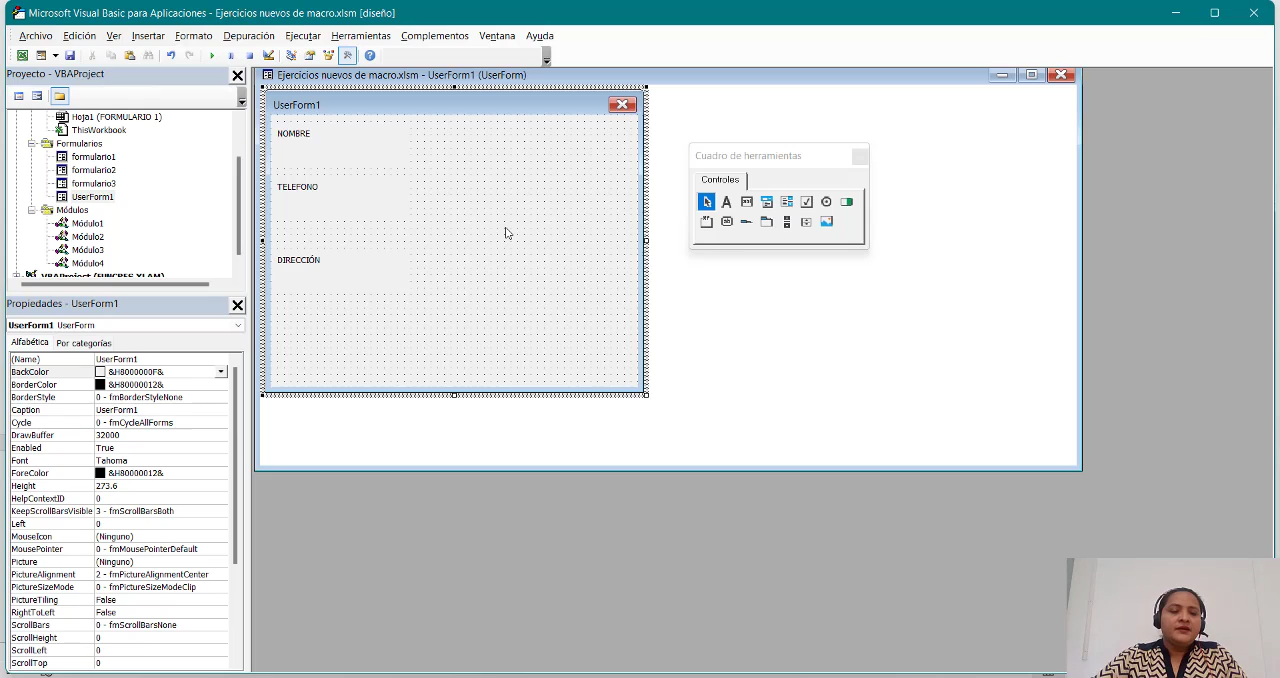 Microsoft Visual Basic para Aplicaciones - Ejercicios nuevos de macro.xlsm [diseño]
Archivo Edición Ver Insertar Formato Depuración Ejecutar Herramientas Complementos Ventana Ayuda
Proyecto - VBAProject
Hoja1 (FORMULARIO 1)
ThisWorkbook
Formularios
formulario1
formulario2
formulario3
UserForm1
Módulos
Módulo1
Módulo2
Módulo3
Módulo4
VBAProject (FUNCRES.XLAM)
Propiedades - UserForm1
UserForm1 UserForm
Alfabética Por categorías
(Name) UserForm1
BackColor &H8000000F&
BorderColor &H80000012&
BorderStyle 0 - fmBorderStyleNone
Caption UserForm1
Cycle 0 - fmCycleAllForms
DrawBuffer 32000
Enabled True
Font Tahoma
ForeColor &H80000012&
Height 273.6
HelpContextID 0
KeepScrollBarsVisible 3 - fmScrollBarsBoth
Left 0
MouseIcon (Ninguno)
MousePointer 0 - fmMousePointerDefault
Picture (Ninguno)
PictureAlignment 2 - fmPictureAlignmentCenter
PictureSizeMode 0 - fmPictureSizeModeClip
PictureTiling False
RightToLeft False
ScrollBars 0 - fmScrollBarsNone
ScrollHeight 0
ScrollLeft 0
ScrollTop 0
Ejercicios nuevos de macro.xlsm - UserForm1 (UserForm)
UserForm1
NOMBRE
TELEFONO
DIRECCIÓN
Cuadro de herramientas
Controles